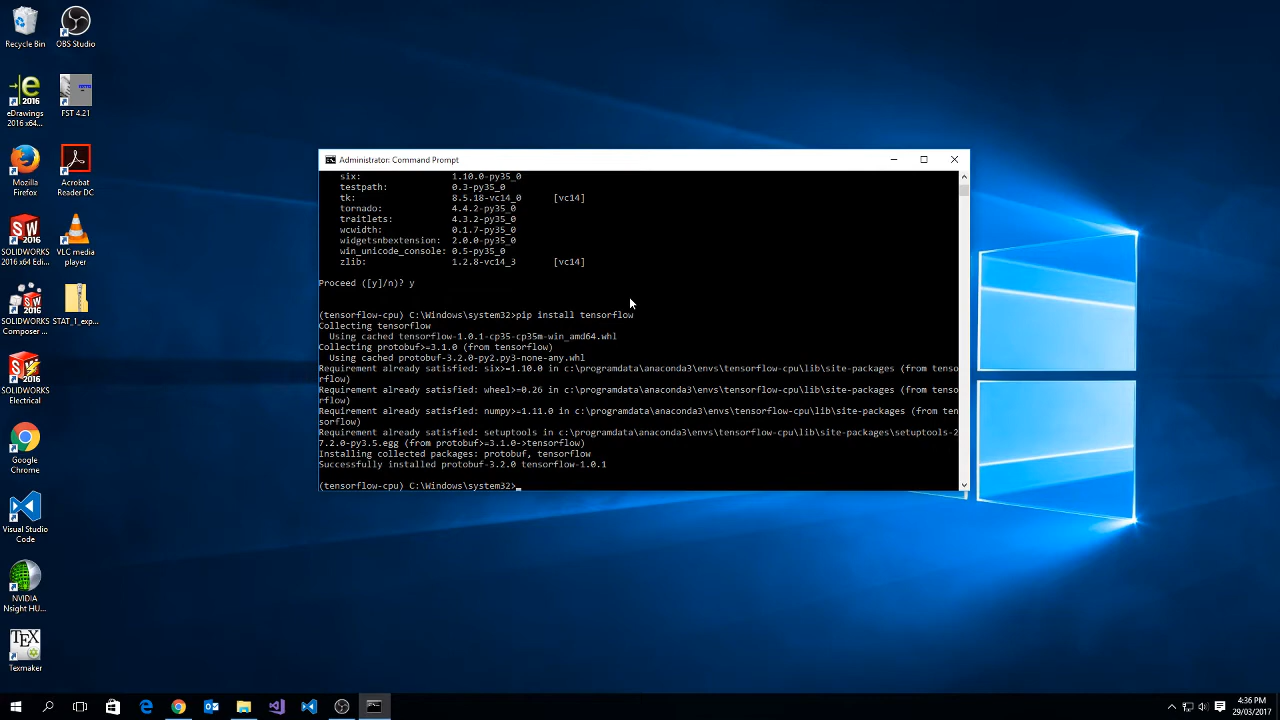 Recycle Bin
OBS Studio
eDrawings
2016 x64...
FST 4.21
Mozilla
Firefox
Acrobat
Reader DC
SOLIDWORKS
2016 x64 Edi...
VLC media
player
SOLIDWORKS
Composer ...
STAT_1_exp...
SOLIDWORKS
Electrical
Google
Chrome
Visual Studio
Code
NVIDIA
Nsight HU...
Texmaker
Administrator: Command Prompt
six: 1.10.0-py35_0
testpath: 0.3-py35_0
tk: 8.5.18-vc14_0 [vc14]
tornado: 4.4.2-py35_0
traitlets: 4.3.2-py35_0
wcwidth: 0.1.7-py35_0
widgetsnbextension: 2.0.0-py35_0
win_unicode_console: 0.5-py35_0
zlib: 1.2.8-vc14_3 [vc14]
Proceed ([y]/n)? y
(tensorflow-cpu) C:\Windows\system32>pip install tensorflow
Collecting tensorflow
Using cached tensorflow-1.0.1-cp35-cp35m-win_amd64.whl
Collecting protobuf>=3.1.0 (from tensorflow)
Using cached protobuf-3.2.0-py2.py3-none-any.whl
Requirement already satisfied: six>=1.10.0 in c:\programdata\anaconda3\envs\tensorflow-cpu\lib\site-packages (from tenso
rflow)
Requirement already satisfied: wheel>=0.26 in c:\programdata\anaconda3\envs\tensorflow-cpu\lib\site-packages (from tenso
rflow)
Requirement already satisfied: numpy>=1.11.0 in c:\programdata\anaconda3\envs\tensorflow-cpu\lib\site-packages (from ten
sorflow)
Requirement already satisfied: setuptools in c:\programdata\anaconda3\envs\tensorflow-cpu\lib\site-packages\setuptools-2
7.2.0-py3.5.egg (from protobuf>=3.1.0->tensorflow)
Installing collected packages: protobuf, tensorflow
Successfully installed protobuf-3.2.0 tensorflow-1.0.1
(tensorflow-cpu) C:\Windows\system32>
4:36 PM
29/03/2017